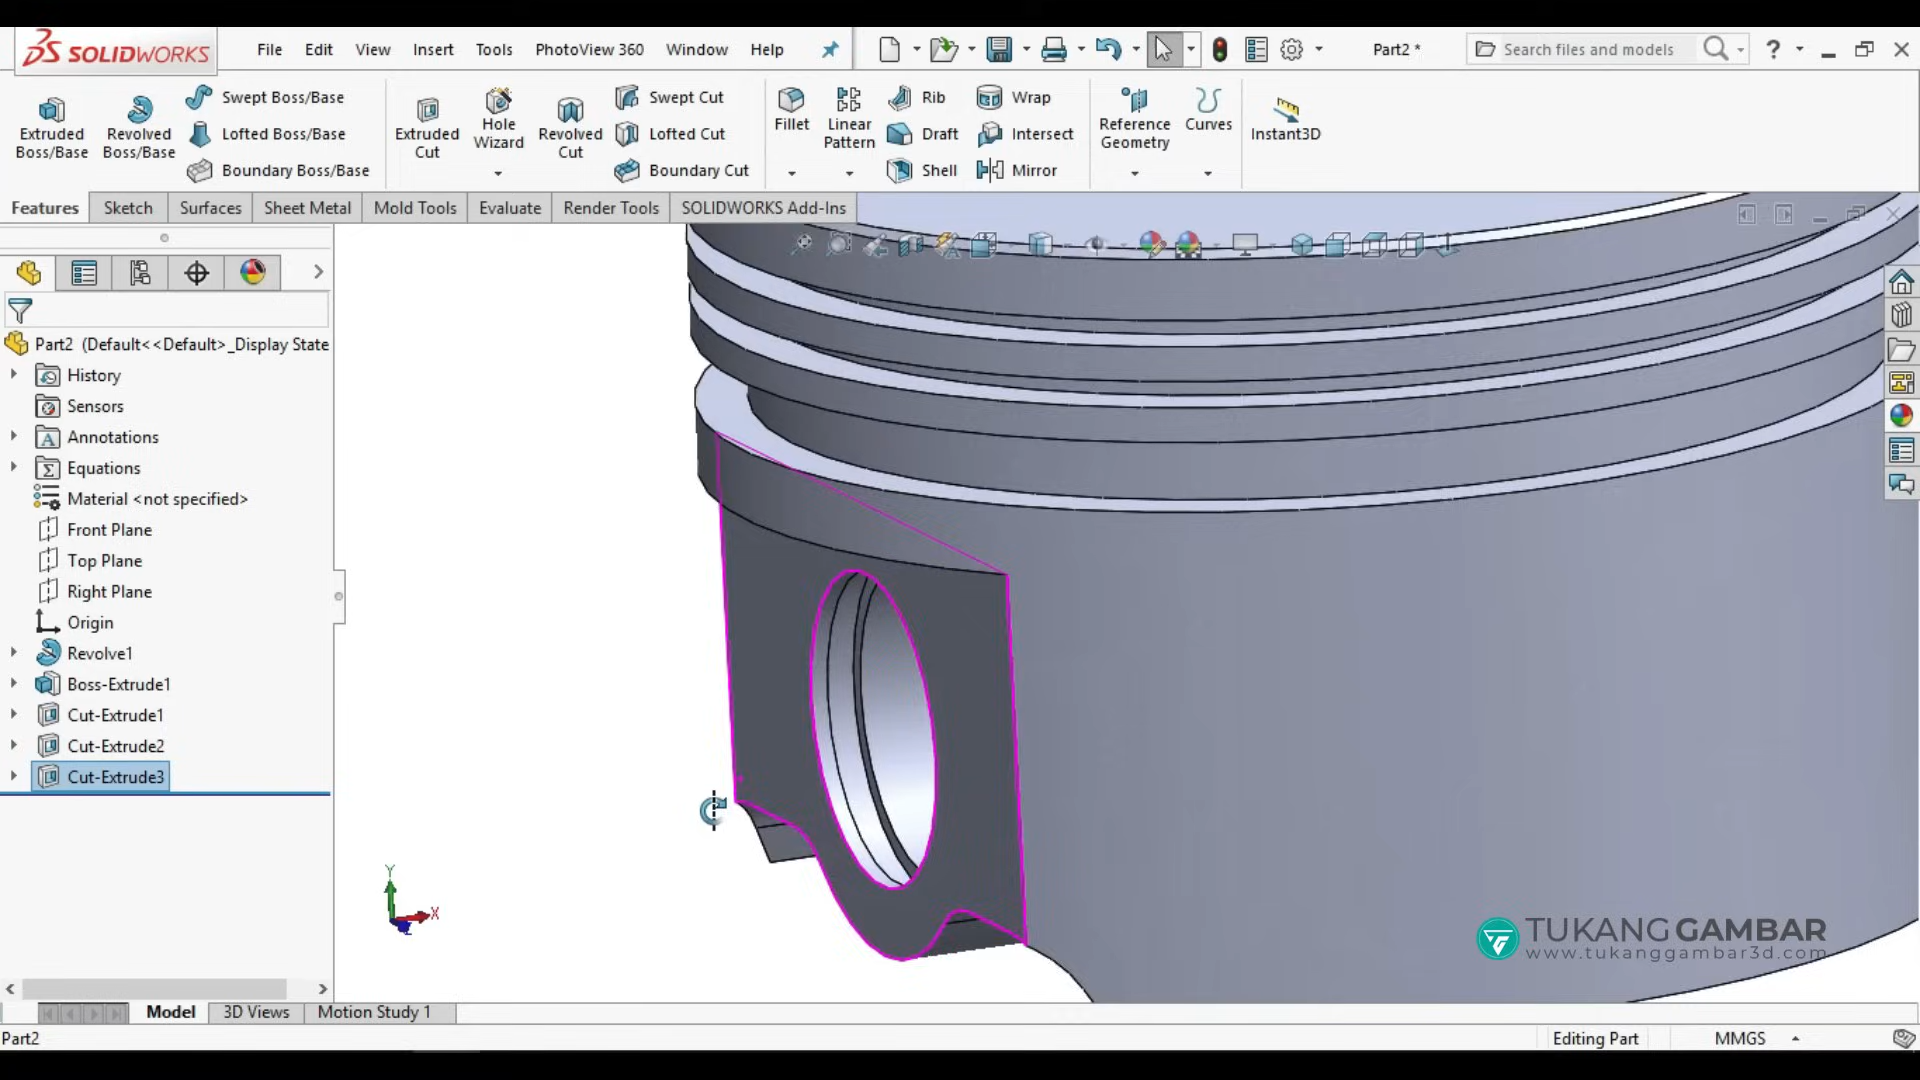 SOLIDWORKS File Edit View Insert Tools PhotoView 360 Window Help Part2 * Search files and models ?
Extruded Boss/Base
Revolved Boss/Base
Swept Boss/Base
Lofted Boss/Base
Boundary Boss/Base
Extruded Cut
Hole Wizard
Revolved Cut
Swept Cut
Lofted Cut
Boundary Cut
Fillet
Linear Pattern
Rib
Draft
Shell
Wrap
Intersect
Mirror
Reference Geometry
Curves
Instant3D
Features Sketch Surfaces Sheet Metal Mold Tools Evaluate Render Tools SOLIDWORKS Add-Ins
Part2 (Default<<Default>_Display State
History
Sensors
Annotations
Equations
Material <not specified>
Front Plane
Top Plane
Right Plane
Origin
Revolve1
Boss-Extrude1
Cut-Extrude1
Cut-Extrude2
Cut-Extrude3
Y
X
TUKANGGAMBAR
www.tukanggambar3d.com
Model 3D Views Motion Study 1
Part2 Editing Part MMGS